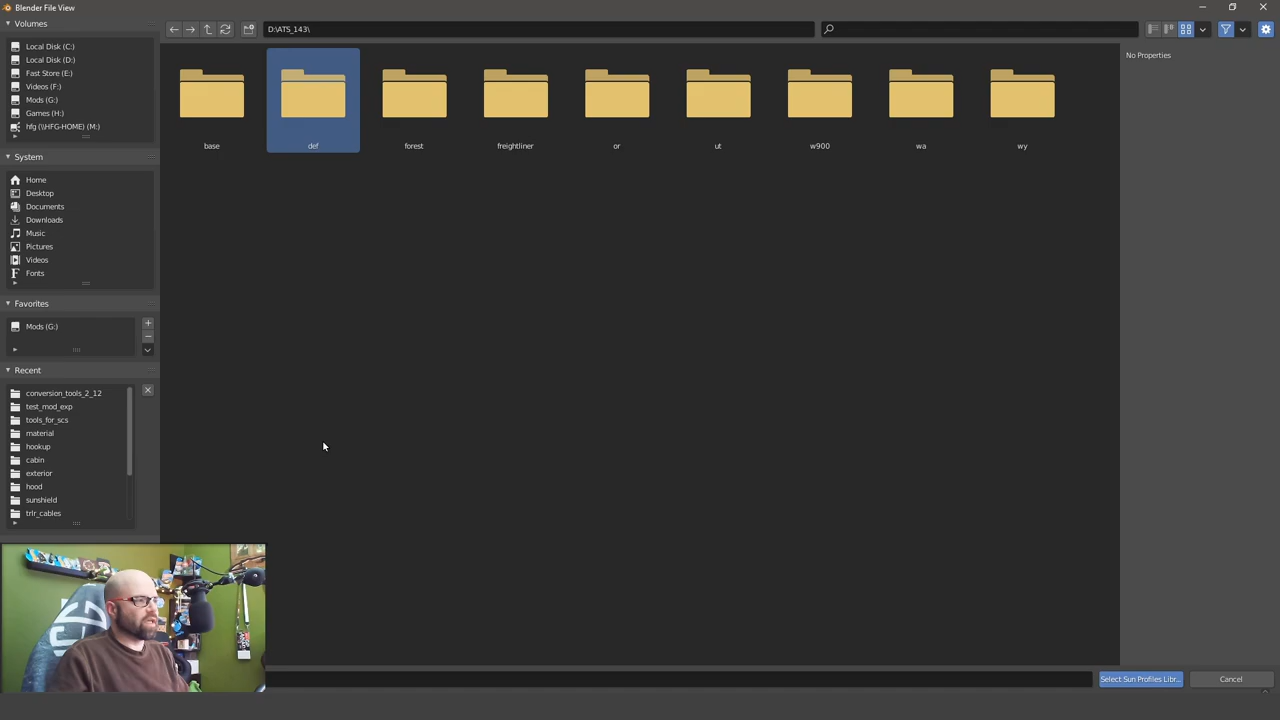 Blender File View
Volumes
Local Disk (C:)
Local Disk (D:)
Fast Store (E:)
Videos (F:)
Mods (G:)
Games (H:)
hfg (\\HFG-HOME) (M:)
System
Home
Desktop
Documents
Downloads
Music
Pictures
Videos
Fonts
Favorites
Mods (G:)
Recent
conversion_tools_2_12
test_mod_exp
tools_for_scs
material
hookup
cabin
exterior
hood
sunshield
trlr_cables
D:\ATS_143\
base
def
forest
freightliner
or
ut
w900
wa
wy
No Properties
Select Sun Profiles Libr...
Cancel